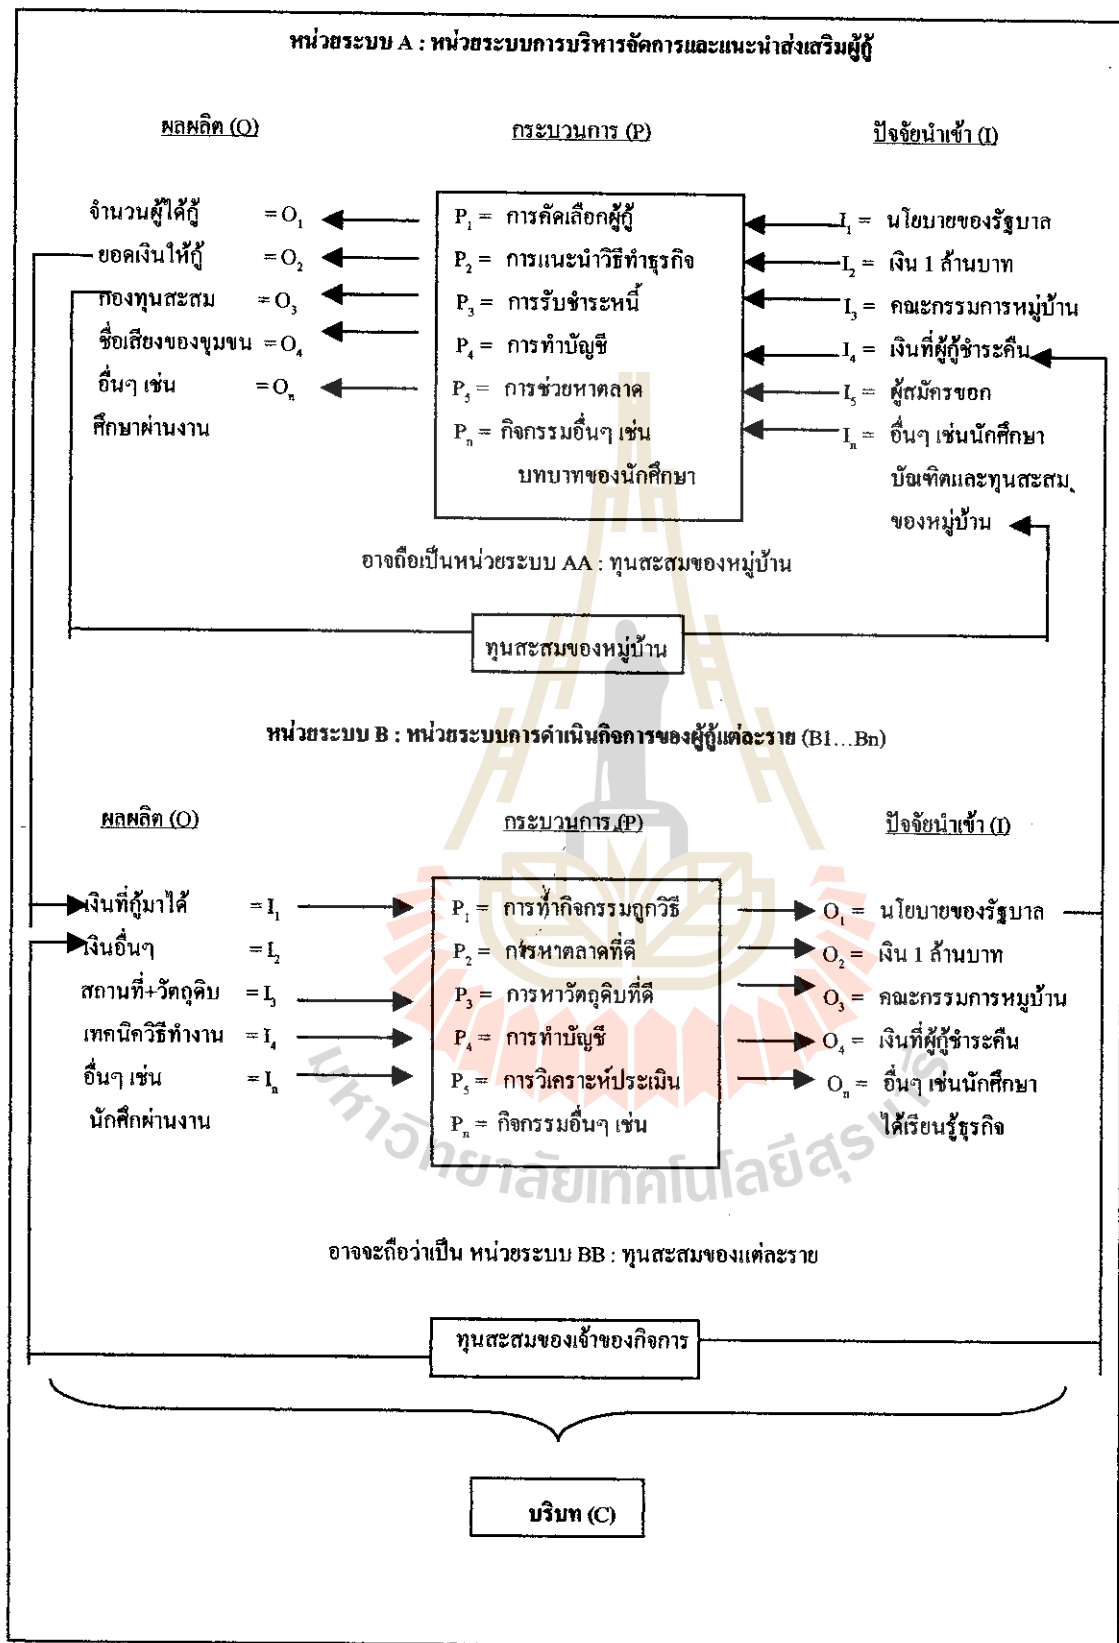 หน่วยระบบ A : หน่วยระบบการบริหารจัดการและแนะนำส่งเสริมผู้กู้
ผลผลิต (O) กระบวนการ (P) ปัจจัยนำเข้า (I)
จำนวนผู้ได้กู้ = O1 P1 = การคัดเลือกผู้กู้ I1 = นโยบายของรัฐบาล
ยอดเงินให้กู้ = O2 P2 = การแนะนำวิธีทำธุรกิจ I2 = เงิน 1 ล้านบาท
กองทุนสะสม = O3 P3 = การรับชำระหนี้ I3 = คณะกรรมการหมู่บ้าน
ชื่อเสียงของชุมชน = O4 P4 = การทำบัญชี I4 = เงินที่ผู้กู้ชำระคืน
อื่นๆ เช่น = On P5 = การช่วยหาตลาด I5 = ผู้สมัครขอก
ศึกษาผ่านงาน Pn = กิจกรรมอื่นๆ เช่น In = อื่นๆ เช่นนักศึกษา
บทบาทของนักศึกษา บัณฑิตและทุนสะสม
ของหมู่บ้าน
อาจถือเป็นหน่วยระบบ AA : ทุนสะสมของหมู่บ้าน
ทุนสะสมของหมู่บ้าน
หน่วยระบบ B : หน่วยระบบการดำเนินกิจการของผู้กู้แต่ละราย (B1...Bn)
ผลผลิต (O) กระบวนการ (P) ปัจจัยนำเข้า (I)
เงินที่กู้มาได้ = I1 P1 = การทำกิจกรรมถูกวิธี O1 = นโยบายของรัฐบาล
เงินอื่นๆ = I2 P2 = การหาตลาดที่ดี O2 = เงิน 1 ล้านบาท
สถานที่+วัตถุดิบ = I3 P3 = การหาวัตถุดิบที่ดี O3 = คณะกรรมการหมูบ้าน
เทคนิควิธีทำงาน = I4 P4 = การทำบัญชี O4 = เงินที่ผู้กู้ชำระคืน
อื่นๆ เช่น = In P5 = การวิเคราะห์ประเมิน On = อื่นๆ เช่นนักศึกษา
นักศึกผ่านงาน Pn = กิจกรรมอื่นๆ เช่น ได้เรียนรู้ธุรกิจ
มหาวิทยาลัยเทคโนโลยีสุรนารี
อาจจะถือว่าเป็น หน่วยระบบ BB : ทุนสะสมของแต่ละราย
ทุนสะสมของเจ้าของกิจการ
บริบท (C)